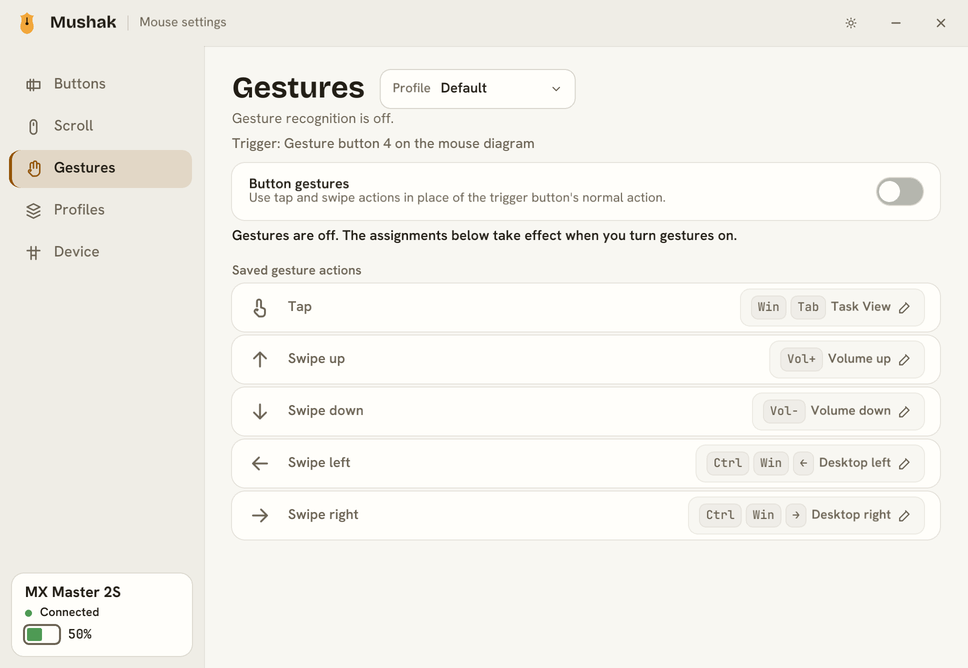 Mushak | Mouse settings
Buttons
Scroll
Gestures
Profiles
Device
MX Master 2S
Connected
50%
Gestures
Profile Default
Gesture recognition is off.
Trigger: Gesture button 4 on the mouse diagram
Button gestures
Use tap and swipe actions in place of the trigger button's normal action.
Gestures are off. The assignments below take effect when you turn gestures on.
Saved gesture actions
Tap Win Tab Task View
Swipe up Vol+ Volume up
Swipe down Vol- Volume down
Swipe left Ctrl Win ← Desktop left
Swipe right Ctrl Win → Desktop right